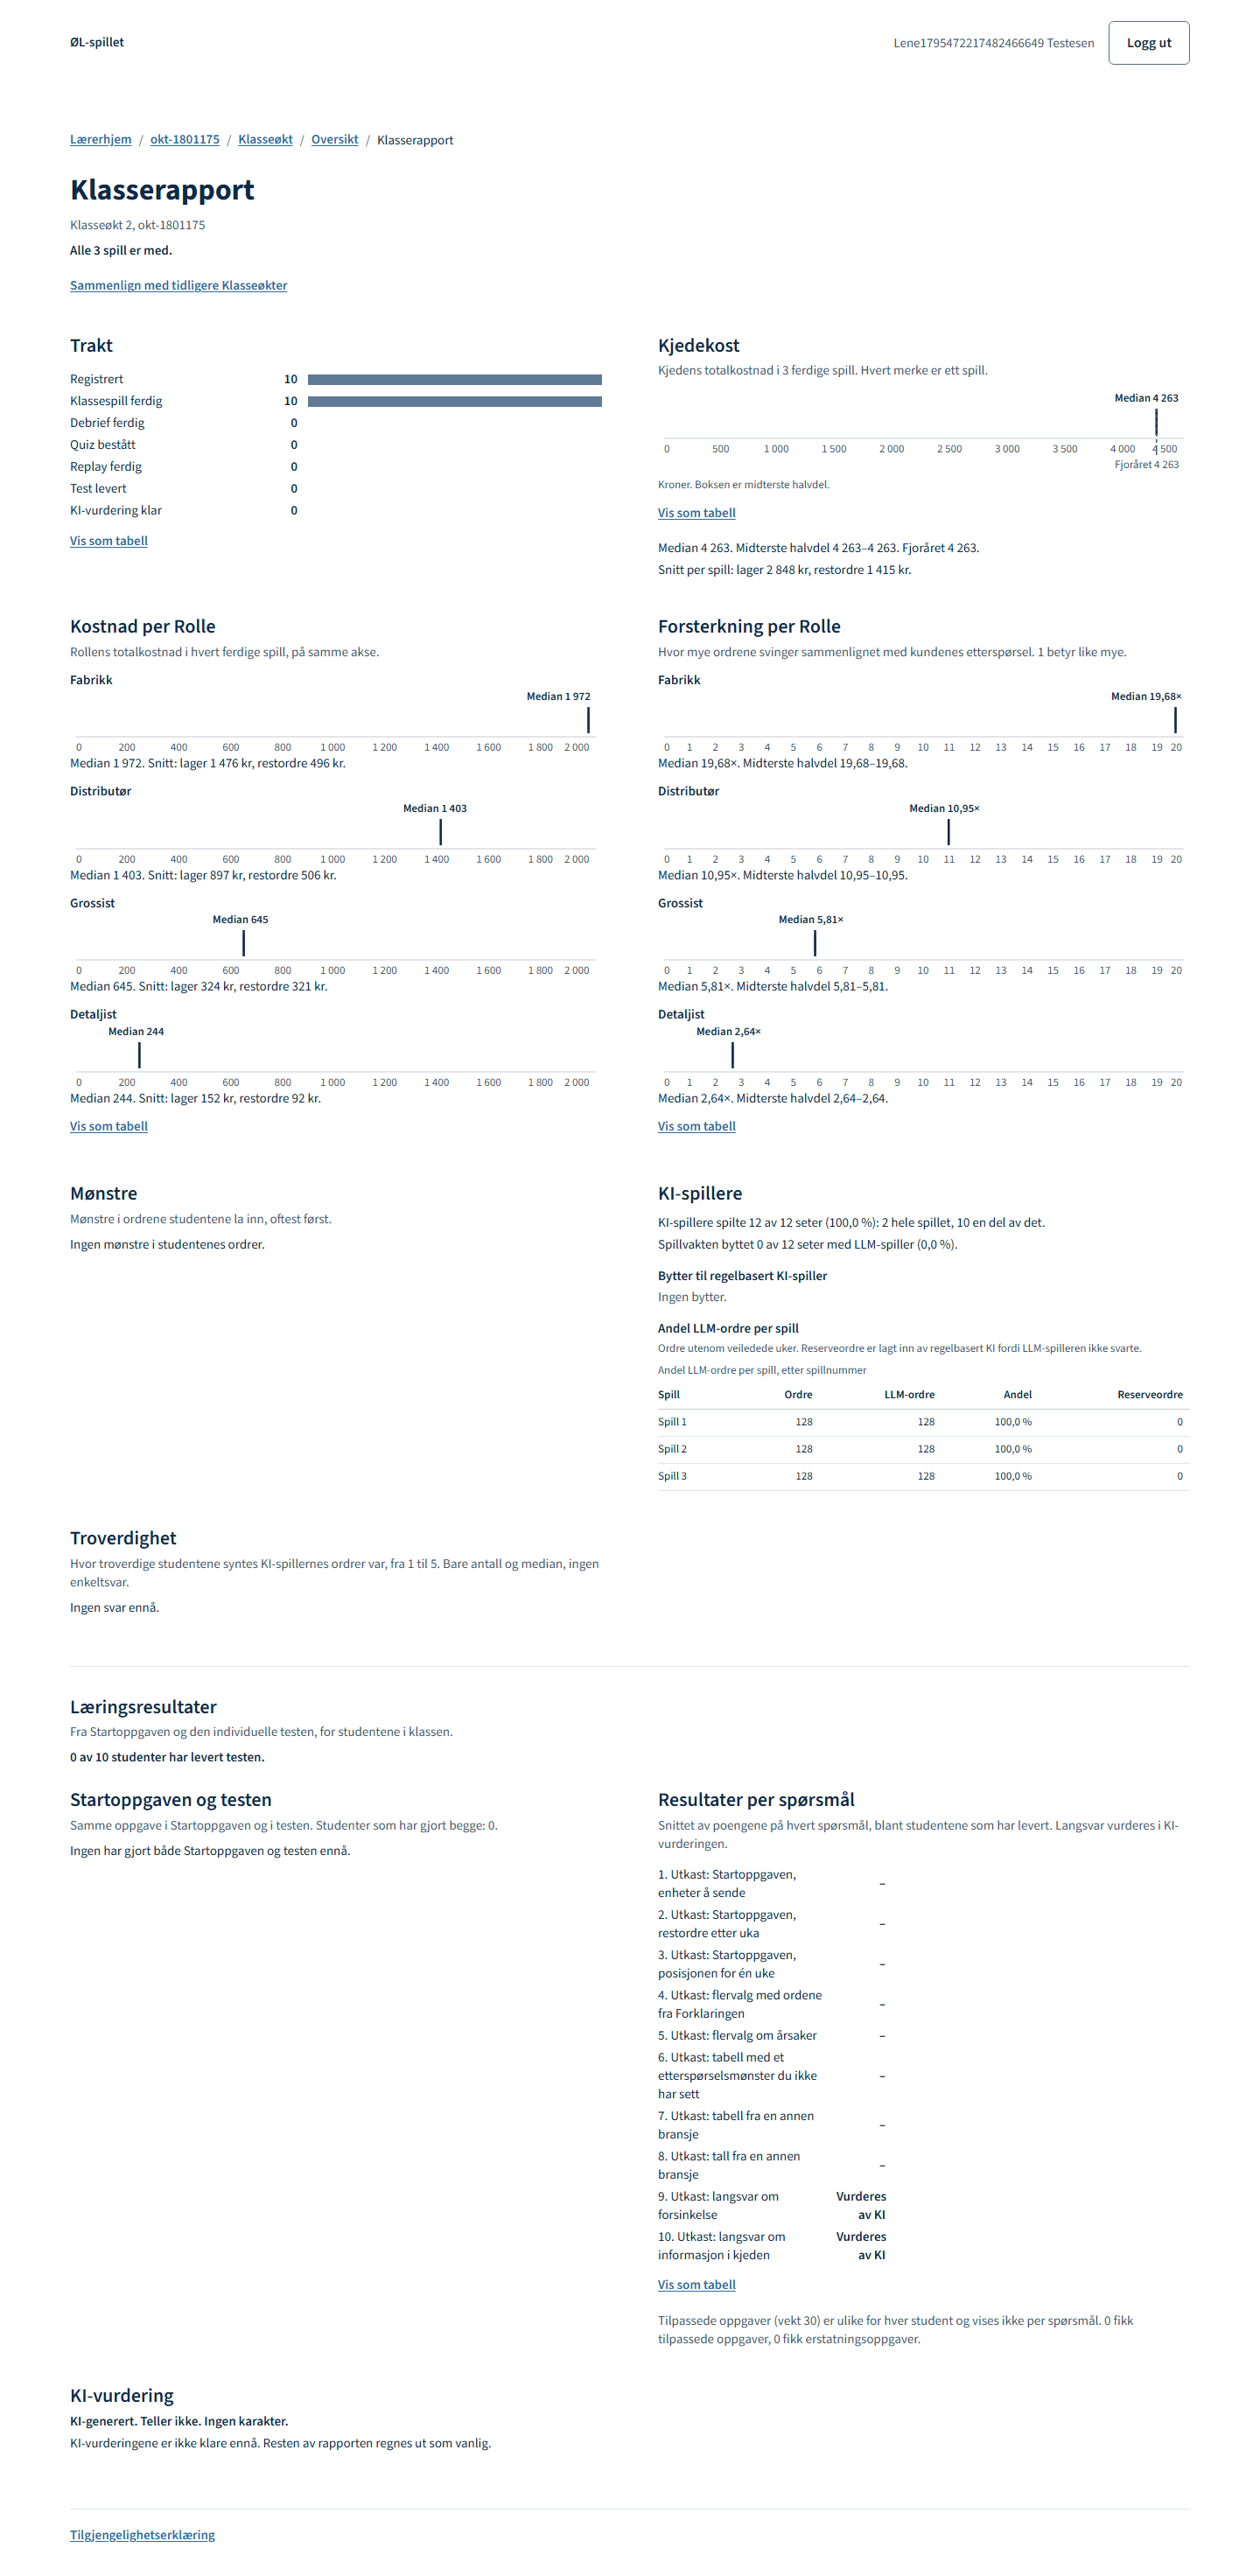 ØL-spillet
Lene1795472217482466649 Testesen
Logg ut
Lærerhjem / okt-1801175 / Klasseøkt / Oversikt / Klasserapport
Klasserapport
Klasseøkt 2, okt-1801175
Alle 3 spill er med.
Sammenlign med tidligere Klasseøkter
Trakt
Registrert 10
Klassespill ferdig 10
Debrief ferdig 0
Quiz bestått 0
Replay ferdig 0
Test levert 0
KI-vurdering klar 0
Vis som tabell
Kjedekost
Kjedens totalkostnad i 3 ferdige spill. Hvert merke er ett spill.
Median 4 263
0 500 1 000 1 500 2 000 2 500 3 000 3 500 4 000 4 500
Fjoråret 4 263
Kroner. Boksen er midterste halvdel.
Vis som tabell
Median 4 263. Midterste halvdel 4 263–4 263. Fjoråret 4 263.
Snitt per spill: lager 2 848 kr, restordre 1 415 kr.
Kostnad per Rolle
Rollens totalkostnad i hvert ferdige spill, på samme akse.
Fabrikk
Median 1 972
0 200 400 600 800 1 000 1 200 1 400 1 600 1 800 2 000
Median 1 972. Snitt: lager 1 476 kr, restordre 496 kr.
Distributør
Median 1 403
0 200 400 600 800 1 000 1 200 1 400 1 600 1 800 2 000
Median 1 403. Snitt: lager 897 kr, restordre 506 kr.
Grossist
Median 645
0 200 400 600 800 1 000 1 200 1 400 1 600 1 800 2 000
Median 645. Snitt: lager 324 kr, restordre 321 kr.
Detaljist
Median 244
0 200 400 600 800 1 000 1 200 1 400 1 600 1 800 2 000
Median 244. Snitt: lager 152 kr, restordre 92 kr.
Vis som tabell
Forsterkning per Rolle
Hvor mye ordrene svinger sammenlignet med kundenes etterspørsel. 1 betyr like mye.
Fabrikk
Median 19,68×
0 1 2 3 4 5 6 7 8 9 10 11 12 13 14 15 16 17 18 19 20
Median 19,68×. Midterste halvdel 19,68–19,68.
Distributør
Median 10,95×
0 1 2 3 4 5 6 7 8 9 10 11 12 13 14 15 16 17 18 19 20
Median 10,95×. Midterste halvdel 10,95–10,95.
Grossist
Median 5,81×
0 1 2 3 4 5 6 7 8 9 10 11 12 13 14 15 16 17 18 19 20
Median 5,81×. Midterste halvdel 5,81–5,81.
Detaljist
Median 2,64×
0 1 2 3 4 5 6 7 8 9 10 11 12 13 14 15 16 17 18 19 20
Median 2,64×. Midterste halvdel 2,64–2,64.
Vis som tabell
Mønstre
Mønstre i ordrene studentene la inn, oftest først.
Ingen mønstre i studentenes ordrer.
KI-spillere
KI-spillere spilte 12 av 12 seter (100,0 %): 2 hele spillet, 10 en del av det.
Spillvakten byttet 0 av 12 seter med LLM-spiller (0,0 %).
Bytter til regelbasert KI-spiller
Ingen bytter.
Andel LLM-ordre per spill
Ordre utenom veiledede uker. Reserveordre er lagt inn av regelbasert KI fordi LLM-spilleren ikke svarte.
Andel LLM-ordre per spill, etter spillnummer
Spill Ordre LLM-ordre Andel Reserveordre
Spill 1 128 128 100,0 % 0
Spill 2 128 128 100,0 % 0
Spill 3 128 128 100,0 % 0
Troverdighet
Hvor troverdige studentene syntes KI-spillernes ordrer var, fra 1 til 5. Bare antall og median, ingen
enkeltsvar.
Ingen svar ennå.
Læringsresultater
Fra Startoppgaven og den individuelle testen, for studentene i klassen.
0 av 10 studenter har levert testen.
Startoppgaven og testen
Samme oppgave i Startoppgaven og i testen. Studenter som har gjort begge: 0.
Ingen har gjort både Startoppgaven og testen ennå.
Resultater per spørsmål
Snittet av poengene på hvert spørsmål, blant studentene som har levert. Langsvar vurderes i KI-
vurderingen.
1. Utkast: Startoppgaven,
enheter å sende –
2. Utkast: Startoppgaven,
restordre etter uka –
3. Utkast: Startoppgaven,
posisjonen for én uke –
4. Utkast: flervalg med ordene
fra Forklaringen –
5. Utkast: flervalg om årsaker –
6. Utkast: tabell med et
etterspørselsmønster du ikke –
har sett
7. Utkast: tabell fra en annen
bransje –
8. Utkast: tall fra en annen
bransje –
9. Utkast: langsvar om Vurderes
forsinkelse av KI
10. Utkast: langsvar om Vurderes
informasjon i kjeden av KI
Vis som tabell
Tilpassede oppgaver (vekt 30) er ulike for hver student og vises ikke per spørsmål. 0 fikk
tilpassede oppgaver, 0 fikk erstatningsoppgaver.
KI-vurdering
KI-generert. Teller ikke. Ingen karakter.
KI-vurderingene er ikke klare ennå. Resten av rapporten regnes ut som vanlig.
Tilgjengelighetserklæring